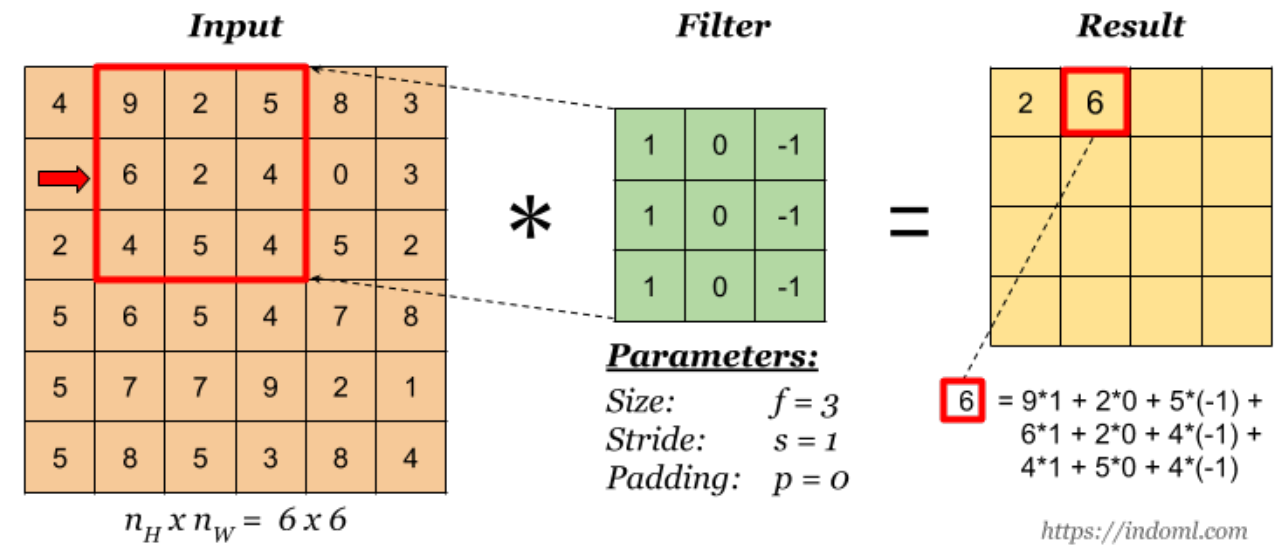 Input
4 9 2 5 8 3
6 2 4 0 3
2 4 5 4 5 2
5 6 5 4 7 8
5 7 7 9 2 1
5 8 5 3 8 4
n_H x n_W = 6 x 6
*
Filter
1 0 -1
1 0 -1
1 0 -1
Parameters:
Size: f = 3
Stride: s = 1
Padding: p = 0
=
Result
2 6
6 = 9*1 + 2*0 + 5*(-1) +
6*1 + 2*0 + 4*(-1) +
4*1 + 5*0 + 4*(-1)
https://indoml.com